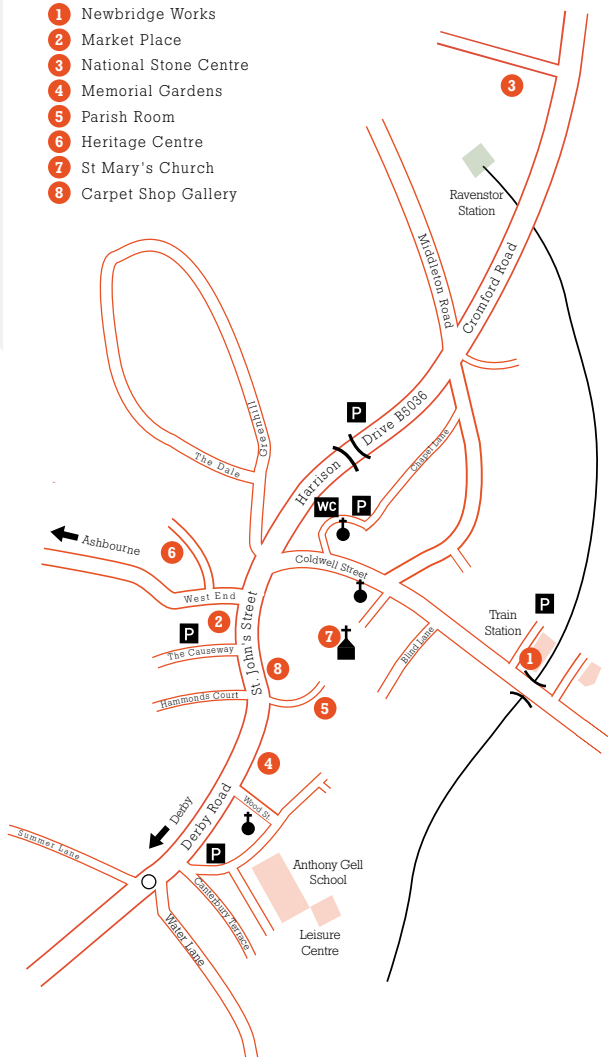 1 Newbridge Works
2 Market Place
3 National Stone Centre
4 Memorial Gardens
5 Parish Room
6 Heritage Centre
7 St Mary's Church
8 Carpet Shop Gallery
3
Ravenstor
Station
Middleton Road
Cromford Road
P
Harrison
Drive B5036
Greenhill
The Dale
Chapel Lane
WC
P
Ashbourne
6
Coldwell Street
West End
2
P
The Causeway
St. John's Street
7
8
Blind Lane
Train
Station
P
1
Hammonds Court
5
4
Wood St
Derby
Derby Road
P
Summer Lane
Anthony Gell
School
Canterbury Terrace
Water Lane
Leisure
Centre